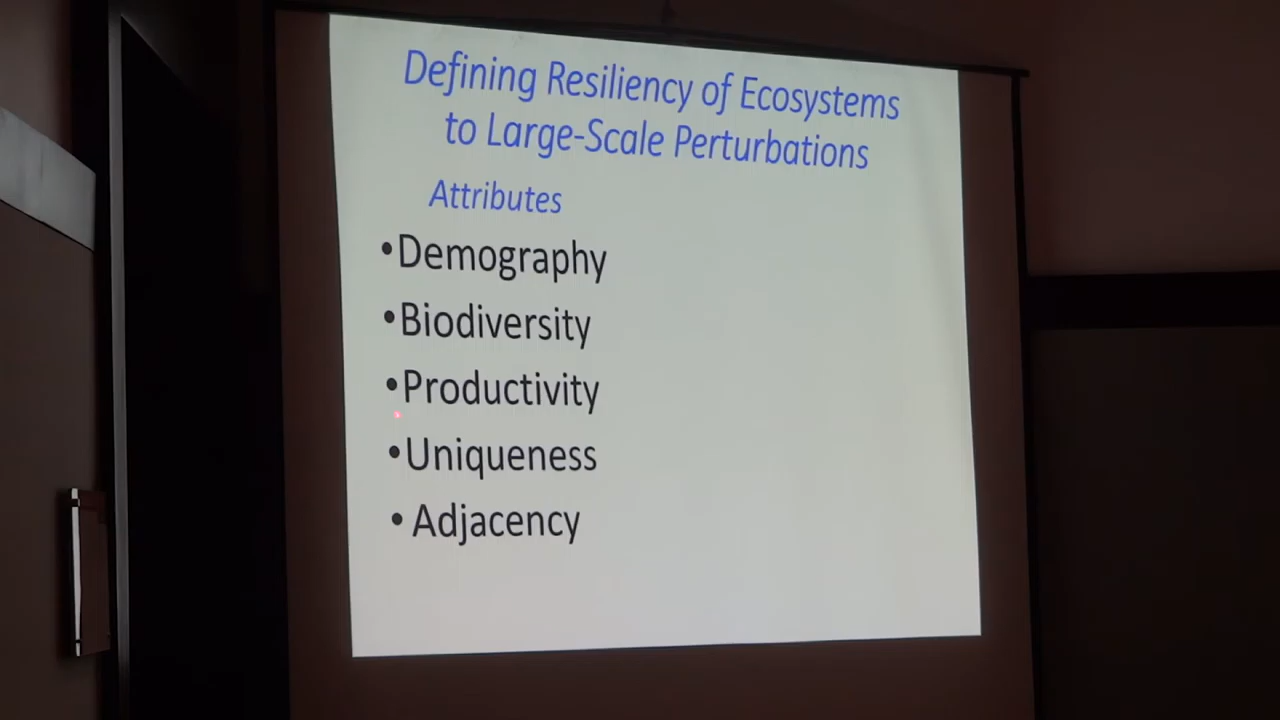 Defining Resiliency of Ecosystems
to Large-Scale Perturbations
Attributes
•Demography
•Biodiversity
•Productivity
•Uniqueness
• Adjacency